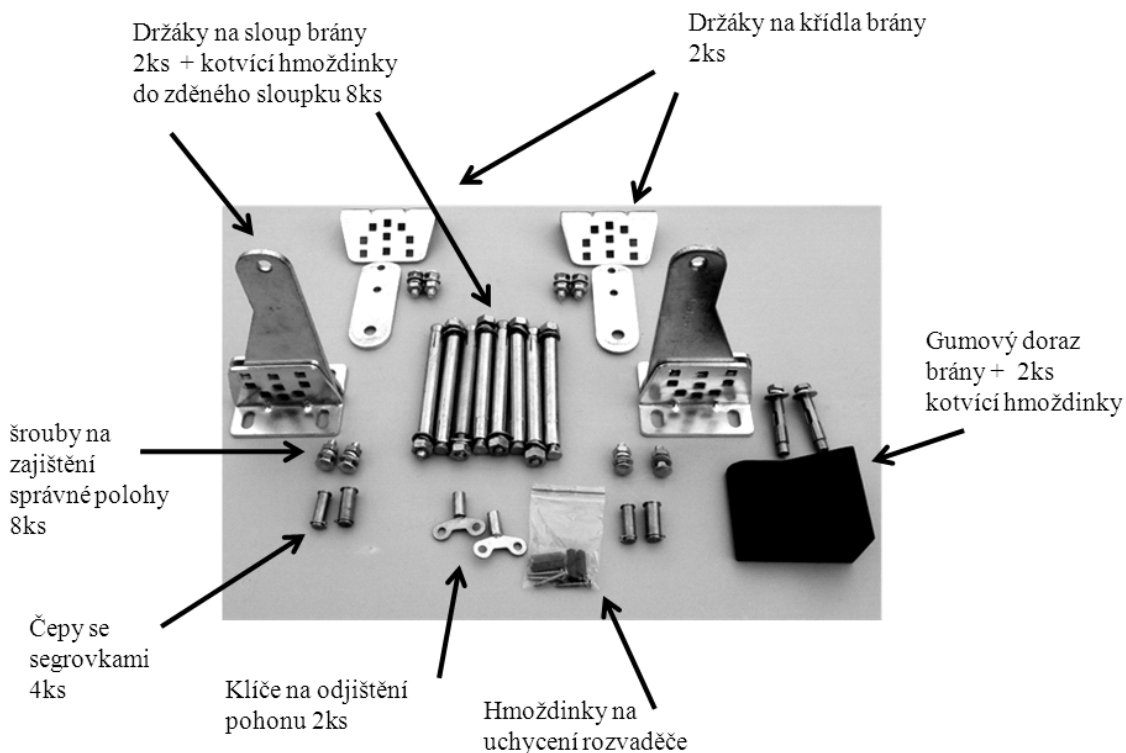 Držáky na sloup brány
2ks + kotvící hmoždinky
do zděného sloupku 8ks
Držáky na křídla brány
2ks
Gumový doraz
brány + 2ks
kotvící hmoždinky
šrouby na
zajištění
správné polohy
8ks
Čepy se
segrovkami
4ks
Klíče na odjištění
pohonu 2ks
Hmoždinky na
uchycení rozvaděče